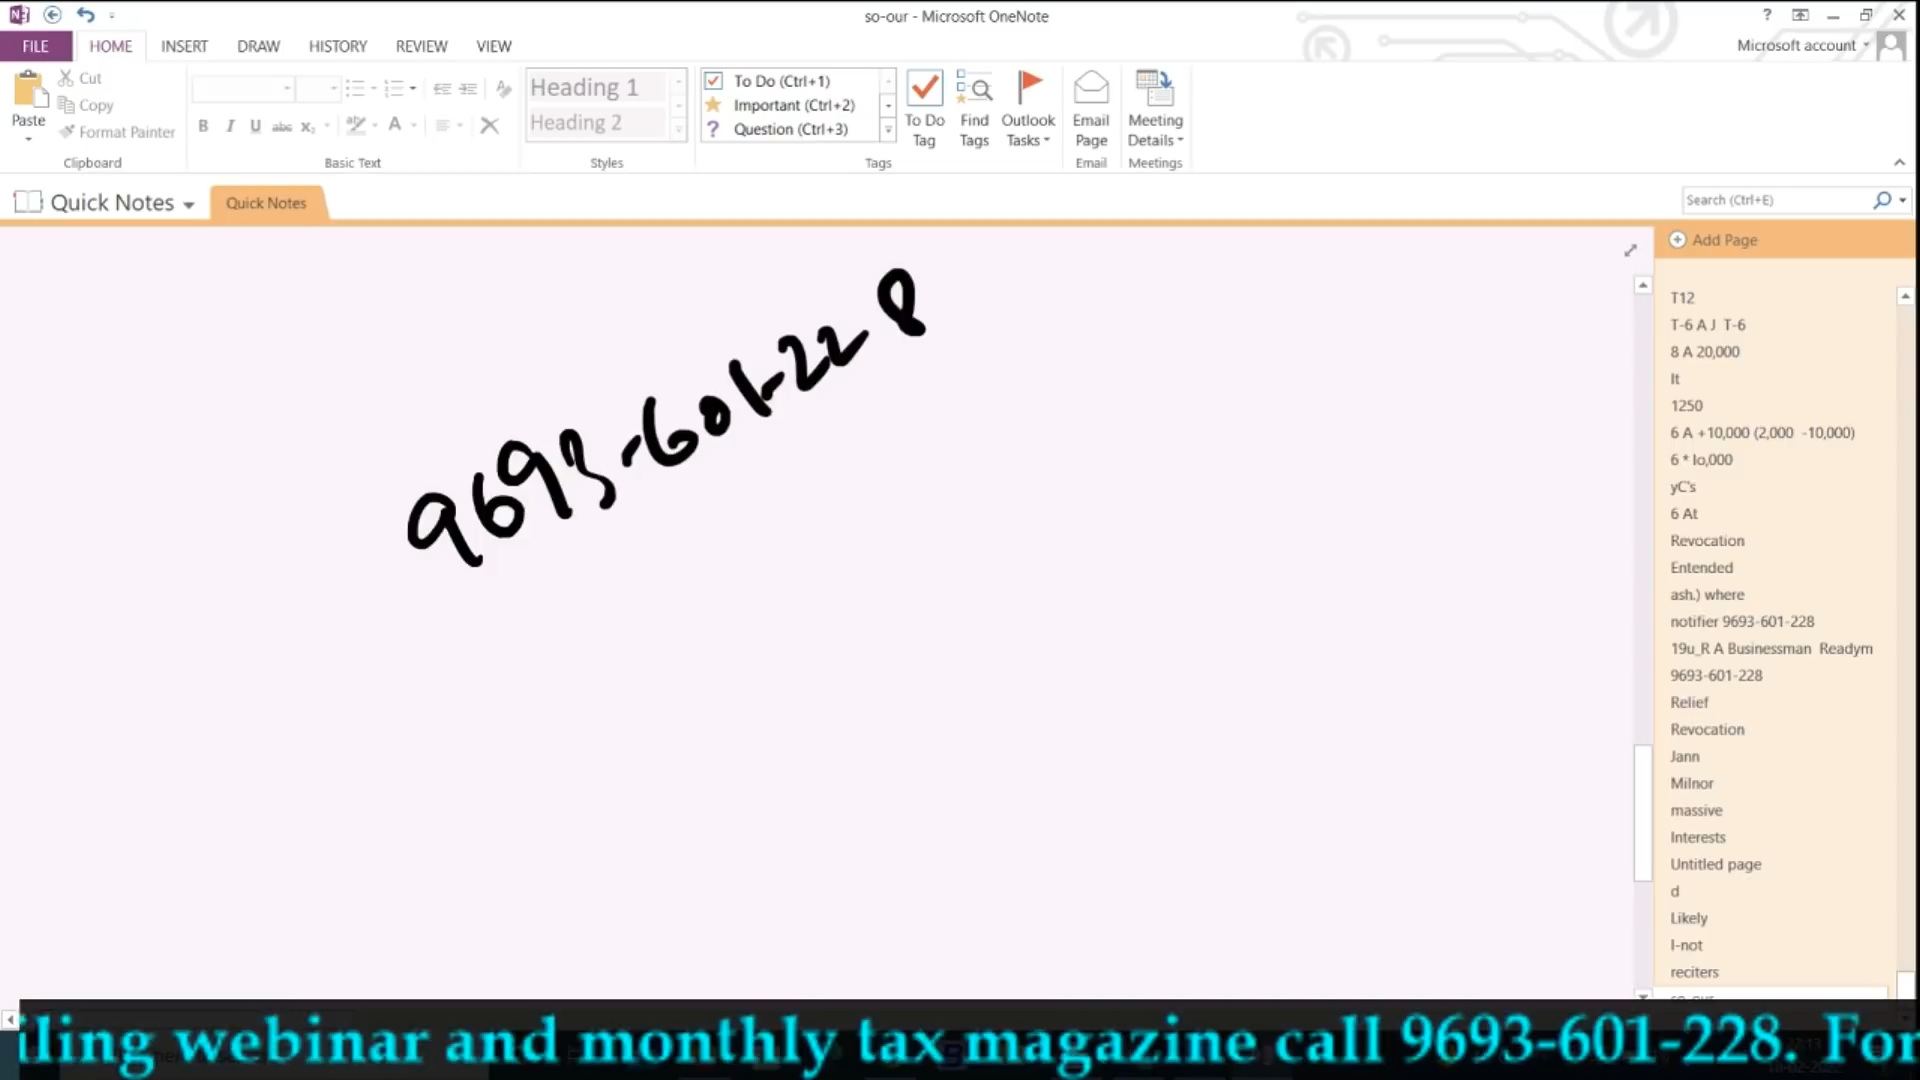 so-our - Microsoft OneNote
?
FILE HOME INSERT DRAW HISTORY REVIEW VIEW
Microsoft account
Paste
Cut
Copy
Format Painter
Clipboard
B I U abc x₂ A
Basic Text
Heading 1
Heading 2
Styles
To Do (Ctrl+1)
Important (Ctrl+2)
? Question (Ctrl+3)
To Do Tag
Find Tags
Outlook Tasks
Tags
Email Page
Email
Meeting Details
Meetings
Quick Notes
Quick Notes
Search (Ctrl+E)
9693-601-228
Add Page
T12
T-6 A J T-6
8 A 20,000
It
1250
6 A +10,000 (2,000 -10,000)
6 * lo,000
yC's
6 At
Revocation
Entended
ash.) where
notifier 9693-601-228
19u_R A Businessman Readym
9693-601-228
Relief
Revocation
Jann
Milnor
massive
Interests
Untitled page
d
Likely
I-not
reciters
so-our
iling webinar and monthly tax magazine call 9693-601-228. For